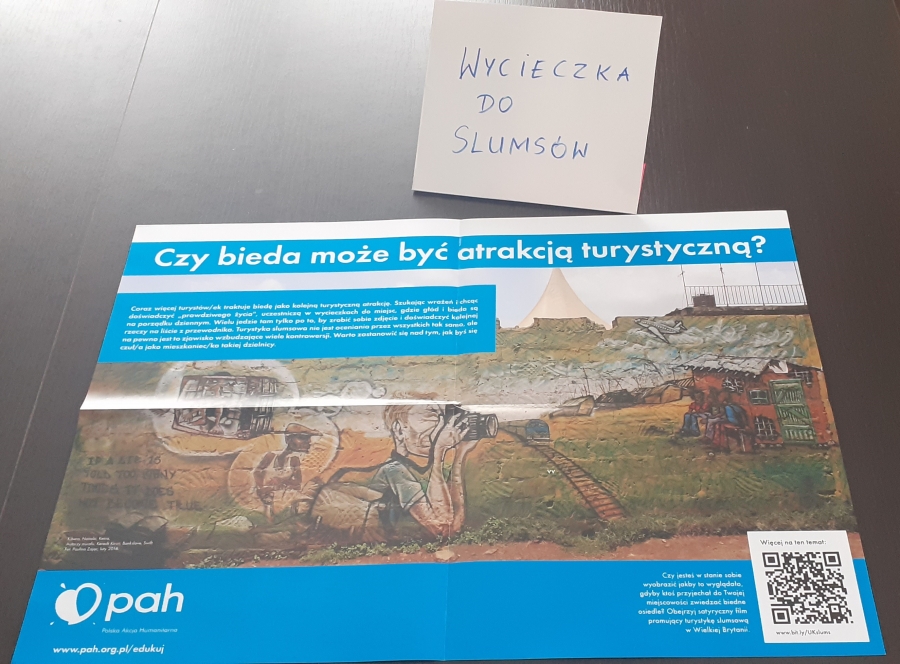 WYCIECZKA
DO
SLUMSÓW
Czy bieda może być atrakcją turystyczną?
Coraz więcej turystów/ek traktuje biedę jako kolejną turystyczną atrakcję. Szukając wrażeń i chcąc
doświadczyć „prawdziwego życia”, uczestniczą w wycieczkach do miejsc, gdzie głód i bieda są
na porządku dziennym. Wielu jedzie tam tylko po to, by zrobić sobie zdjęcie i doświadczyć kolejnej
rzeczy na liście z przewodnika. Turystyka slumsowa nie jest oceniana przez wszystkich tak samo, ale
na pewno jest to zjawisko wzbudzające wiele kontrowersji. Warto zastanowić się nad tym, jak byś się
czuł/a jako mieszkaniec/ka takiej dzielnicy.
Kibera, Nairobi, Kenia.
pah
Polska Akcja Humanitarna
www.pah.org.pl/edukuj
Czy jesteś w stanie sobie
wyobrazić jakby to wyglądało,
gdyby ktoś przyjechał do Twojej
miejscowości zwiedzać biedne
osiedle? Obejrzyj satyryczny film
promujący turystykę slumsową
w Wielkiej Brytanii.
Więcej na ten temat:
www.bit.ly/UKslums